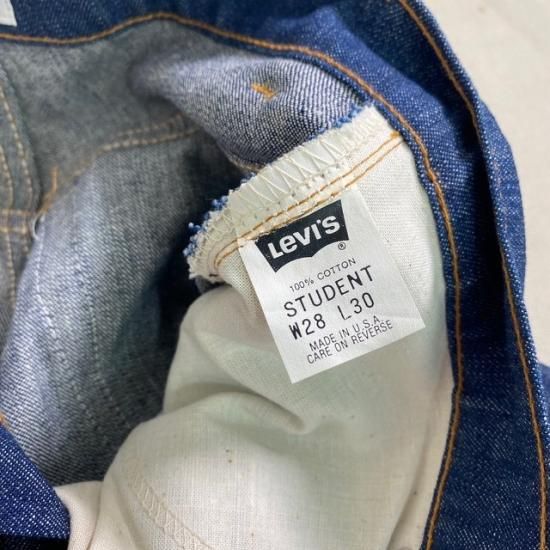 Levi's ®
100% COTTON
STUDENT
W28 L30
MADE IN U.S.A.
CARE ON REVERSE